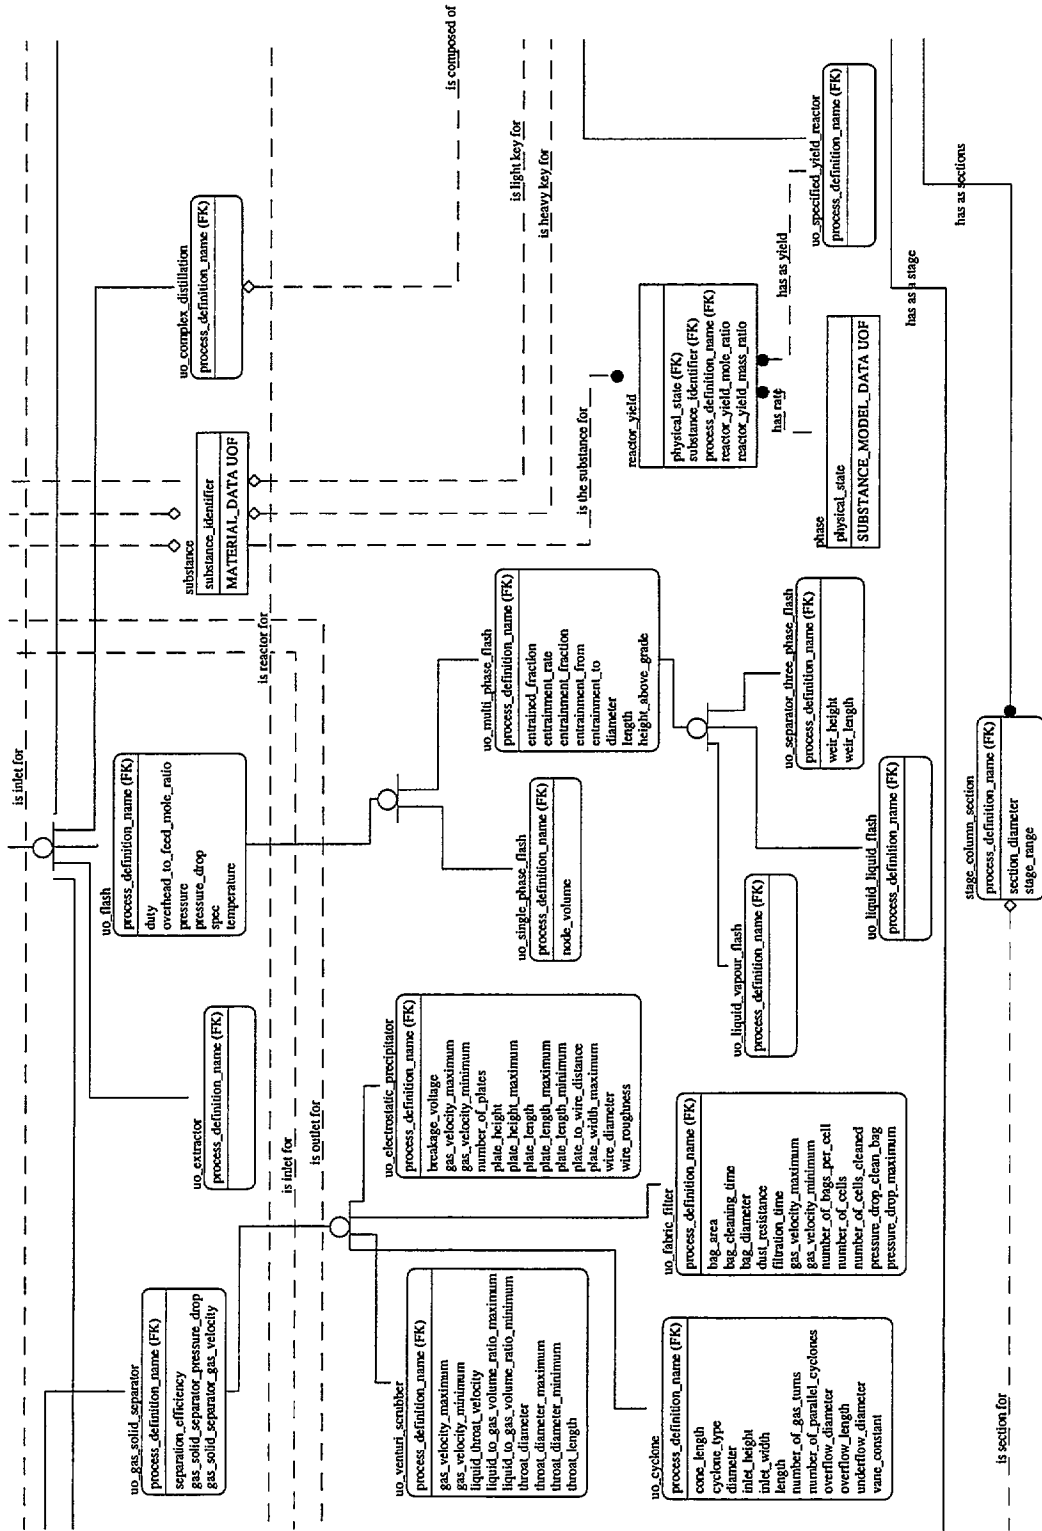 is inlet for
is composed of
uo_flash
process_definition_name (FK)
duty
overhead_to_feed_mole_ratio
pressure
pressure_drop
spec
temperature
uo_complex_distillation
process_definition_name (FK)
substance
substance_identifier
MATERIAL_DATA UOF
uo_extractor
process_definition_name (FK)
uo_gas_solid_separator
process_definition_name (FK)
separation_efficiency
gas_solid_separator_pressure_drop
gas_solid_separator_gas_velocity
is reactor for
is inlet for
is outlet for
is light key for
is heavy key for
is the substance for
uo_electrostatic_precipitator
process_definition_name (FK)
breakage_voltage
gas_velocity_maximum
gas_velocity_minimum
number_of_plates
plate_height
plate_height_maximum
plate_length
plate_length_maximum
plate_length_minimum
plate_to_wire_distance
plate_width_maximum
wire_diameter
wire_roughness
uo_venturi_scrubber
process_definition_name (FK)
gas_velocity_maximum
gas_velocity_minimum
liquid_throat_velocity
liquid_to_gas_volume_ratio_maximum
liquid_to_gas_volume_ratio_minimum
throat_diameter
throat_diameter_maximum
throat_diameter_minimum
throat_length
uo_multi_phase_flash
process_definition_name (FK)
entrained_fraction
entrainment_rate
entrainment_fraction
entrainment_from
entrainment_to
diameter
length
height_above_grade
uo_single_phase_flash
process_definition_name (FK)
node_volume
reactor_yield
physical_state (FK)
substance_identifier (FK)
process_definition_name (FK)
reactor_yield_mole_ratio
reactor_yield_mass_ratio
has rate
has as yield
uo_specified_yield_reactor
process_definition_name (FK)
phase
physical_state
SUBSTANCE_MODEL_DATA UOF
uo_separator_three_phase_flash
process_definition_name (FK)
weir_height
weir_length
uo_liquid_vapour_flash
process_definition_name (FK)
uo_liquid_liquid_flash
process_definition_name (FK)
uo_fabric_filter
process_definition_name (FK)
bag_area
bag_cleaning_time
bag_diameter
dust_resistance
filtration_time
gas_velocity_maximum
gas_velocity_minimum
number_of_bags_per_cell
number_of_cells
number_of_cells_cleaned
pressure_drop_clean_bag
pressure_drop_maximum
uo_cyclone
process_definition_name (FK)
cone_length
cyclone_type
diameter
inlet_height
inlet_width
length
number_of_gas_turns
number_of_parallel_cyclones
overflow_diameter
overflow_length
underflow_diameter
vane_constant
has as a stage
has as sections
stage_column_section
process_definition_name (FK)
section_diameter
stage_range
is section for